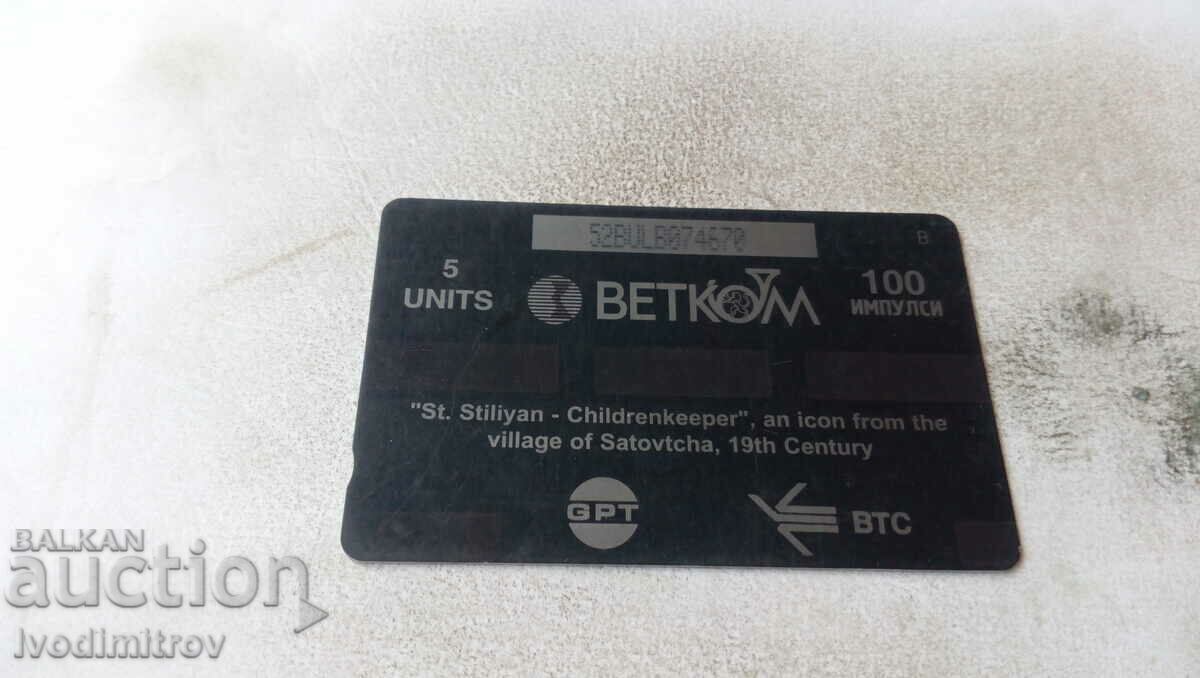 52BULB074670
B
5
UNITS
BETKOM
100
ИМПУЛСИ
"St. Stiliyan - Childrenkeeper", an icon from the
village of Satovtcha, 19th Century
GPT
BTC
BALKAN
auction
Ivodimitrov